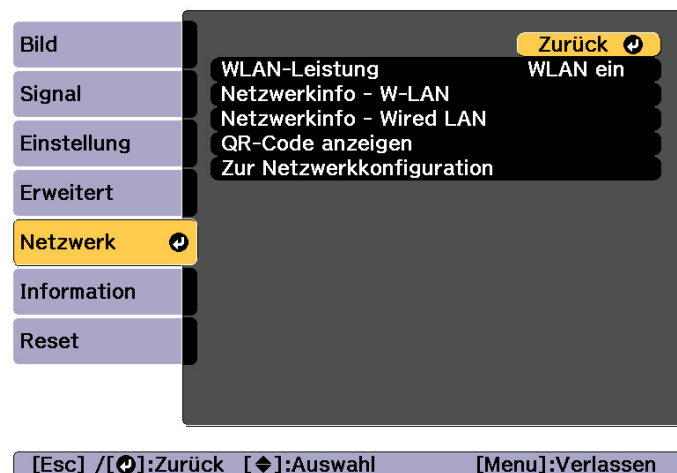 Bild
Signal
Einstellung
Erweitert
Netzwerk
Information
Reset
Zurück
WLAN-Leistung WLAN ein
Netzwerkinfo - W-LAN
Netzwerkinfo - Wired LAN
QR-Code anzeigen
Zur Netzwerkkonfiguration
[Esc] /[⏎]:Zurück [◆]:Auswahl [Menu]:Verlassen